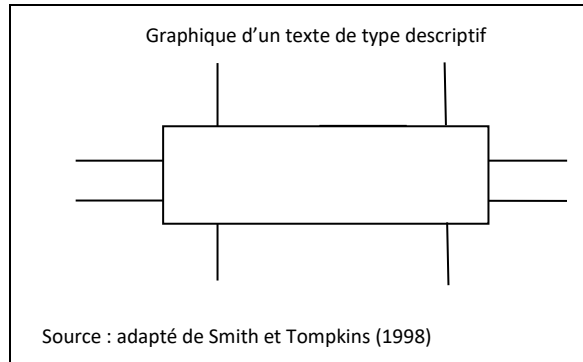 Graphique d’un texte de type descriptif
Source : adapté de Smith et Tompkins (1998)